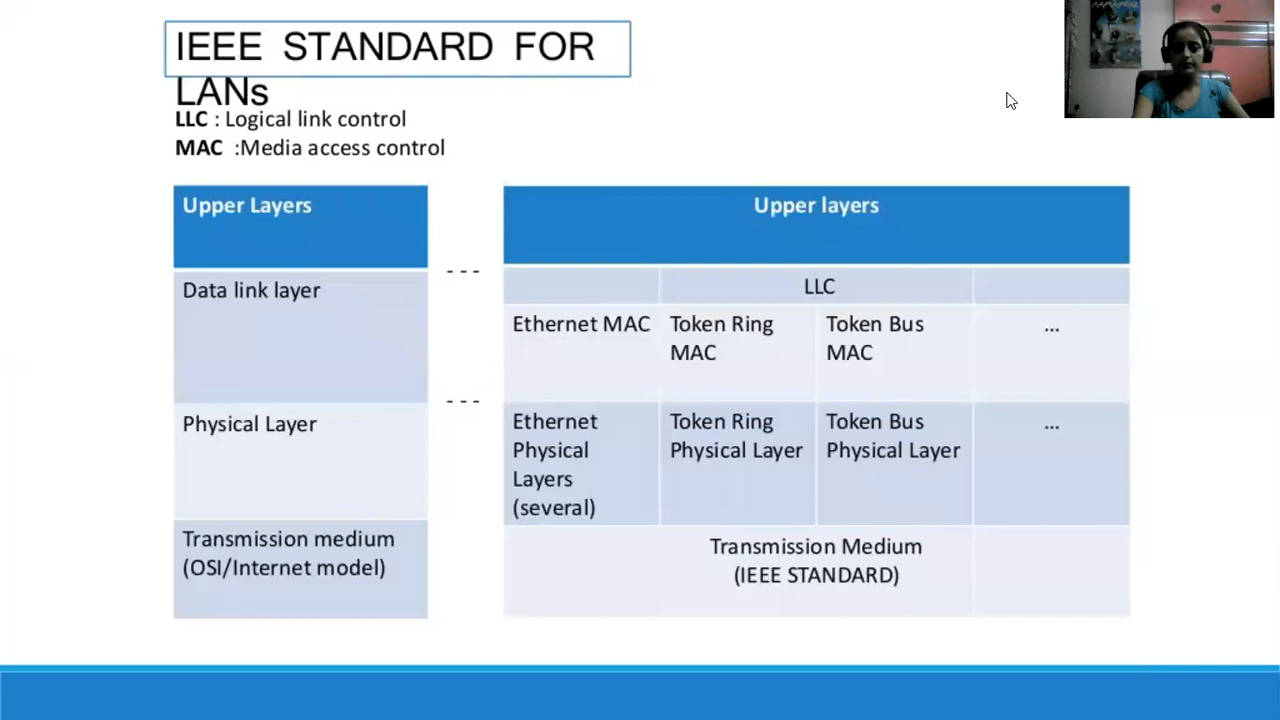 IEEE STANDARD FOR
LANs
LLC : Logical link control
MAC :Media access control
Upper Layers
Data link layer
Physical Layer
Transmission medium
(OSI/Internet model)
- - -
- - -
Upper layers
LLC
Ethernet MAC
Token Ring
MAC
Token Bus
MAC
...
Ethernet
Physical
Layers
(several)
Token Ring
Physical Layer
Token Bus
Physical Layer
...
Transmission Medium
(IEEE STANDARD)